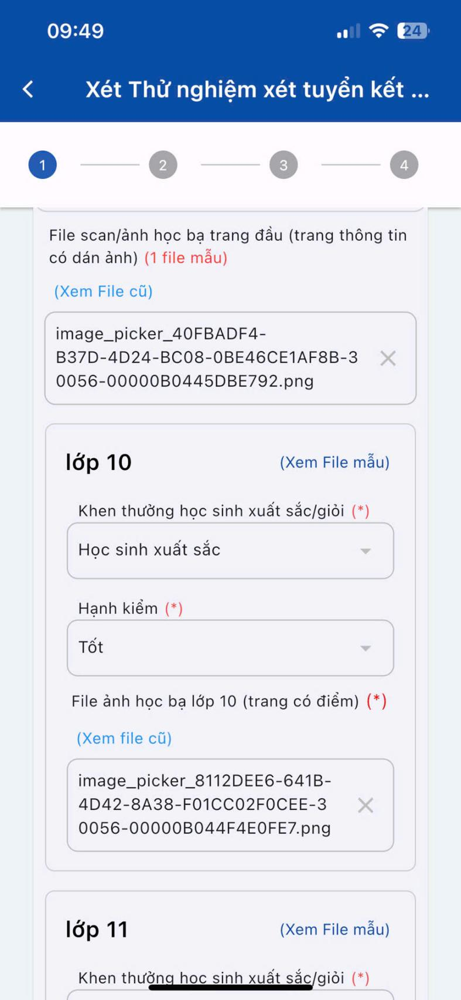 09:49
24
Xét Thử nghiệm xét tuyển kết ...
1
2
3
4
File scan/ảnh học bạ trang đầu (trang thông tin
có dán ảnh) (1 file mẫu)
(Xem File cũ)
image_picker_40FBADF4-
B37D-4D24-BC08-0BE46CE1AF8B-3
0056-00000B0445DBE792.png
lớp 10
(Xem File mẫu)
Khen thưởng học sinh xuất sắc/giỏi (*)
Học sinh xuất sắc
Hạnh kiểm (*)
Tốt
File ảnh học bạ lớp 10 (trang có điểm) (*)
(Xem file cũ)
image_picker_8112DEE6-641B-
4D42-8A38-F01CC02F0CEE-3
0056-00000B044F4E0FE7.png
lớp 11
(Xem File mẫu)
Khen thưởng học sinh xuất sắc/giỏi (*)